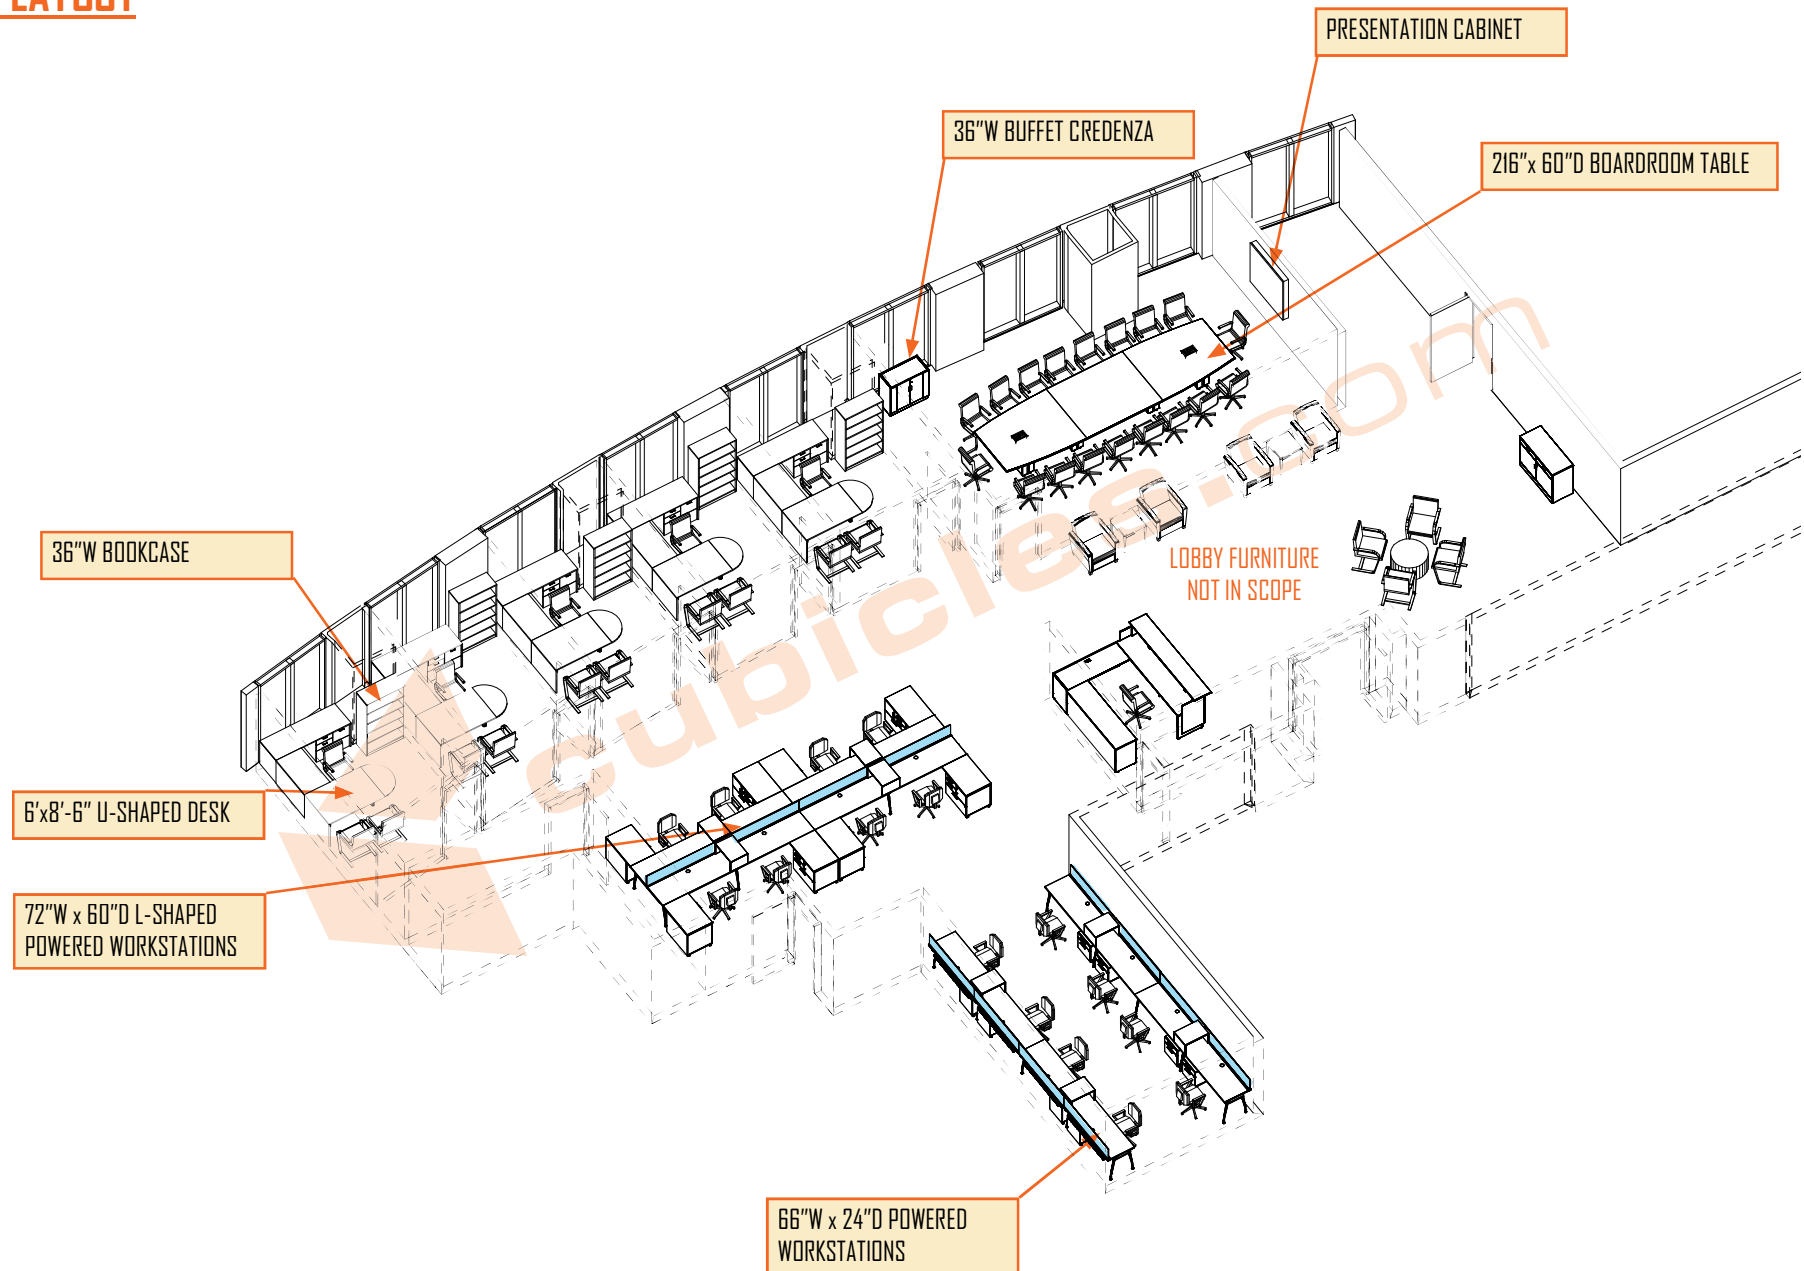 LAYOUT
PRESENTATION CABINET
36"W BUFFET CREDENZA
216"x 60"D BOARDROOM TABLE
36"W BOOKCASE
LOBBY FURNITURE
NOT IN SCOPE
cubicles.com
6'x8'-6" U-SHAPED DESK
72"W x 60"D L-SHAPED
POWERED WORKSTATIONS
66"W x 24"D POWERED
WORKSTATIONS